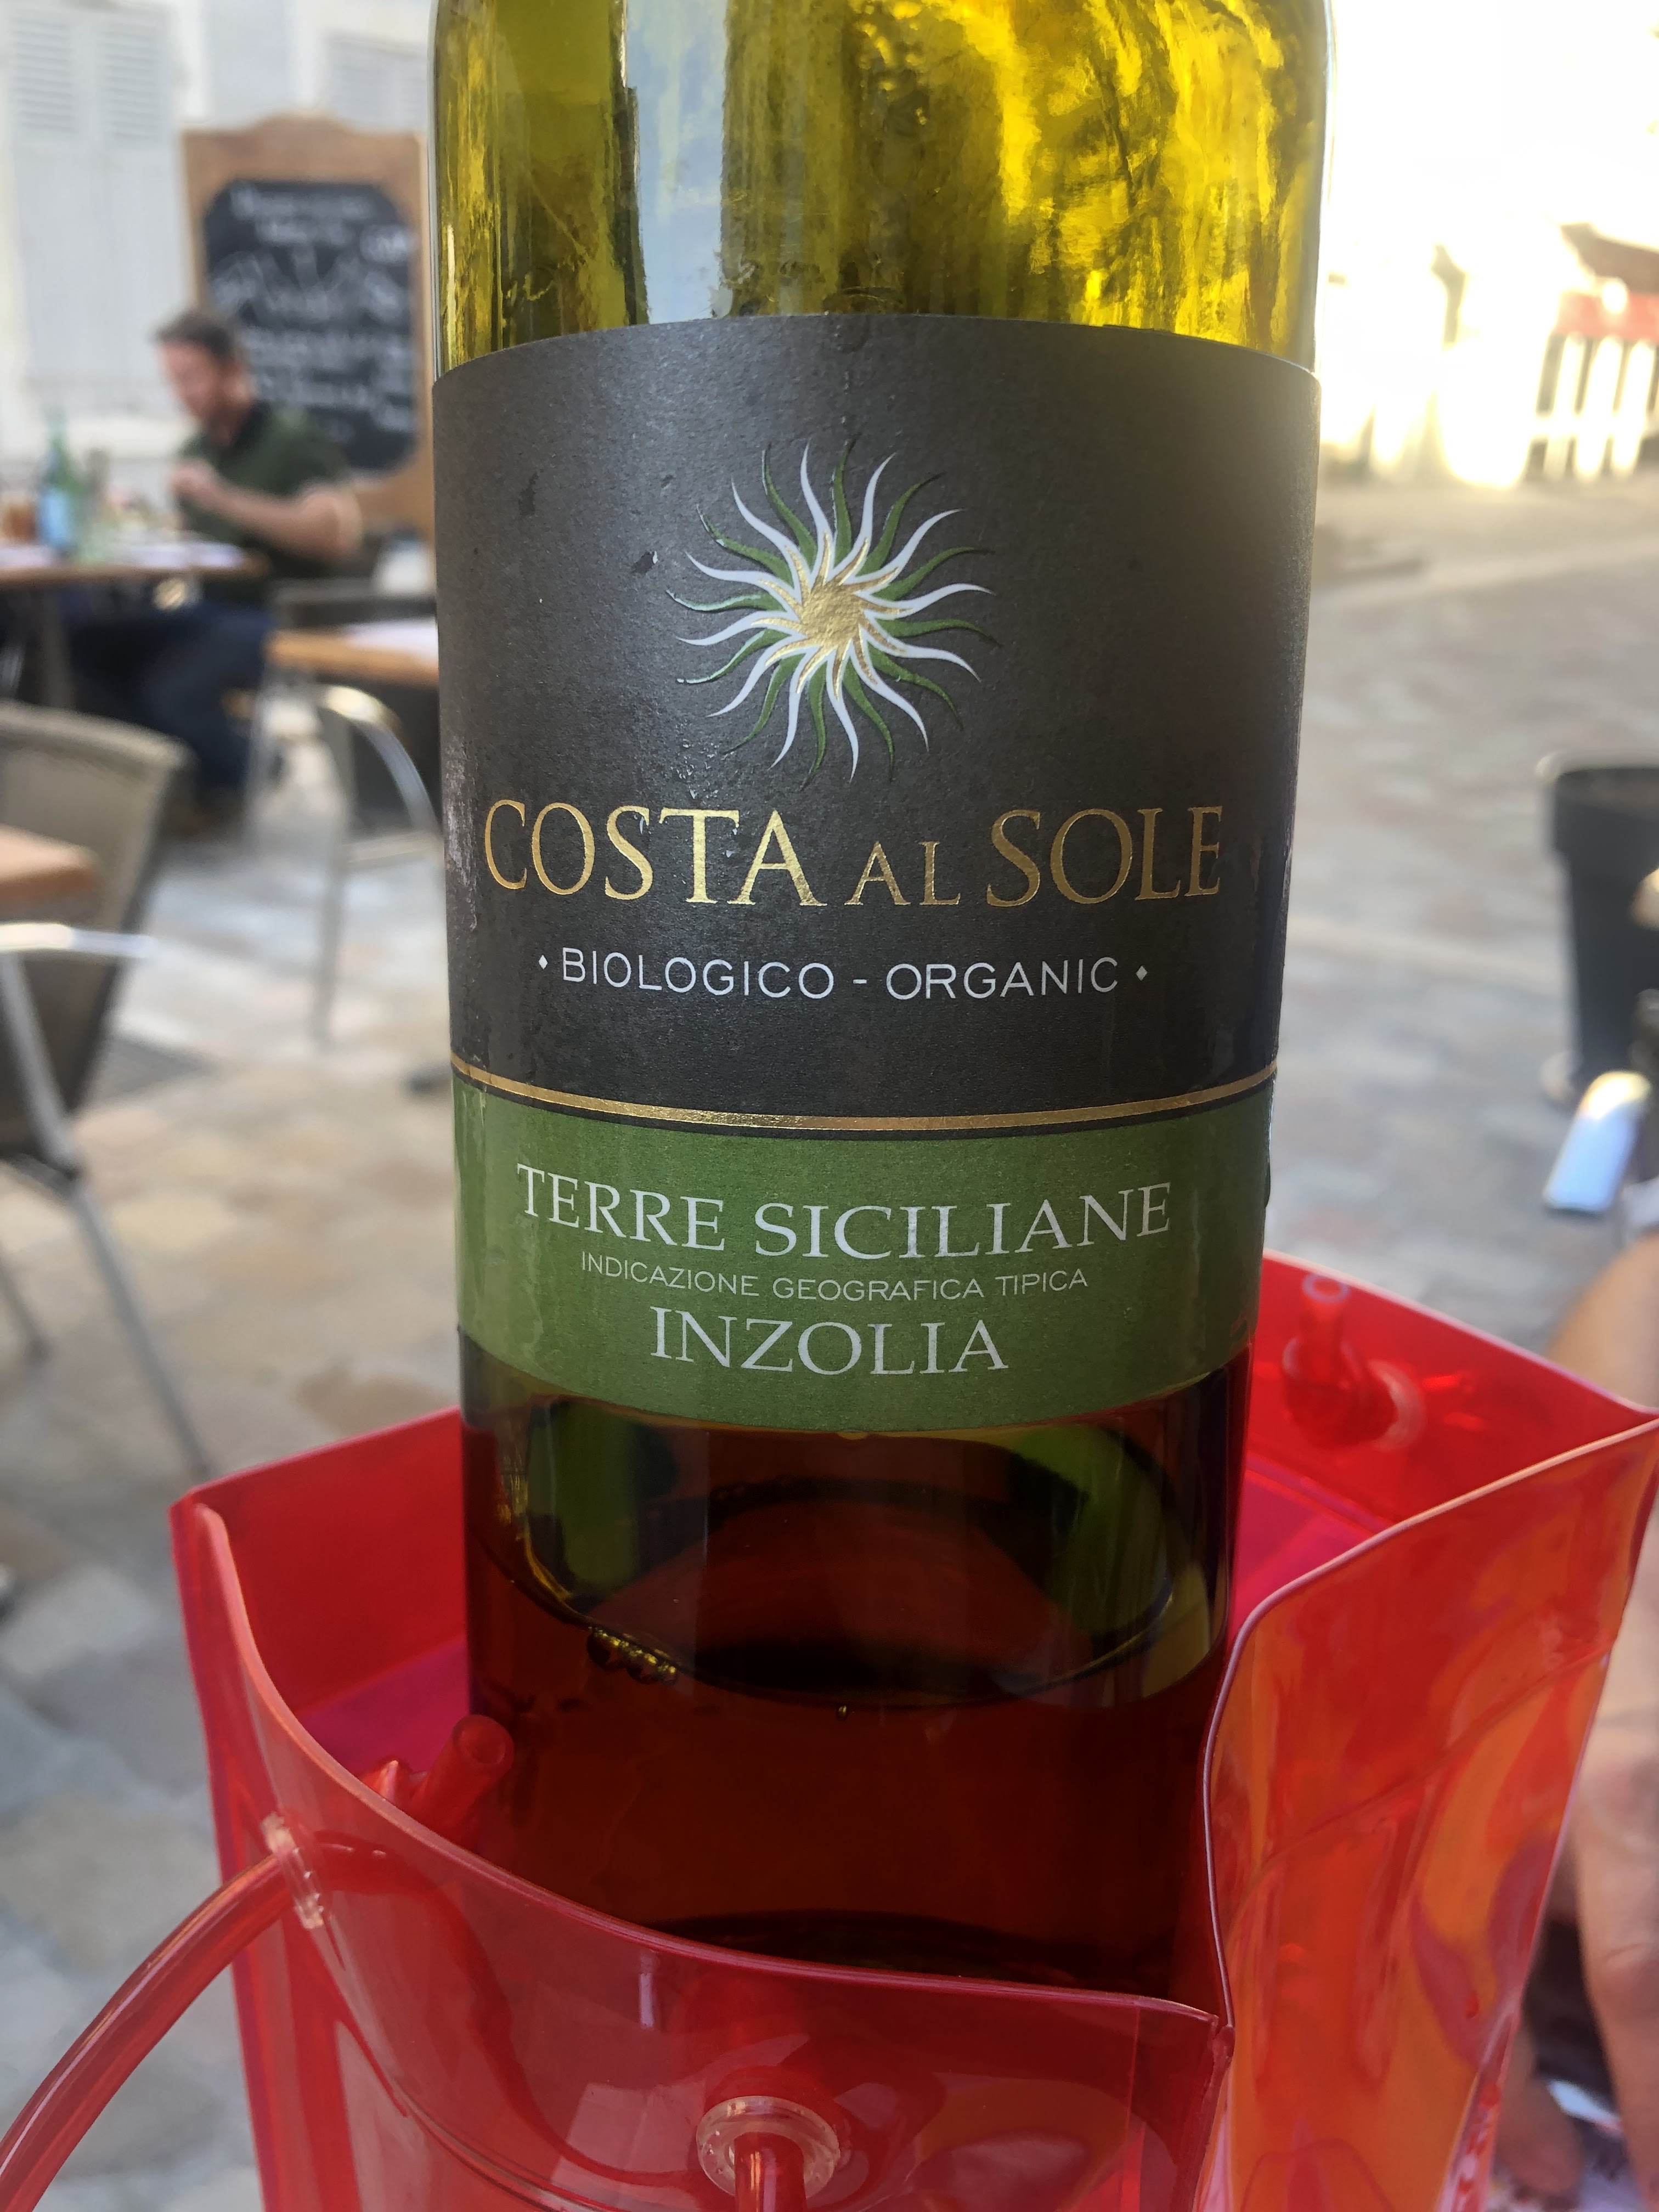 COSTA AL SOLE
• BIOLOGICO - ORGANIC •
TERRE SICILIANE
INDICAZIONE GEOGRAFICA TIPICA
INZOLIA